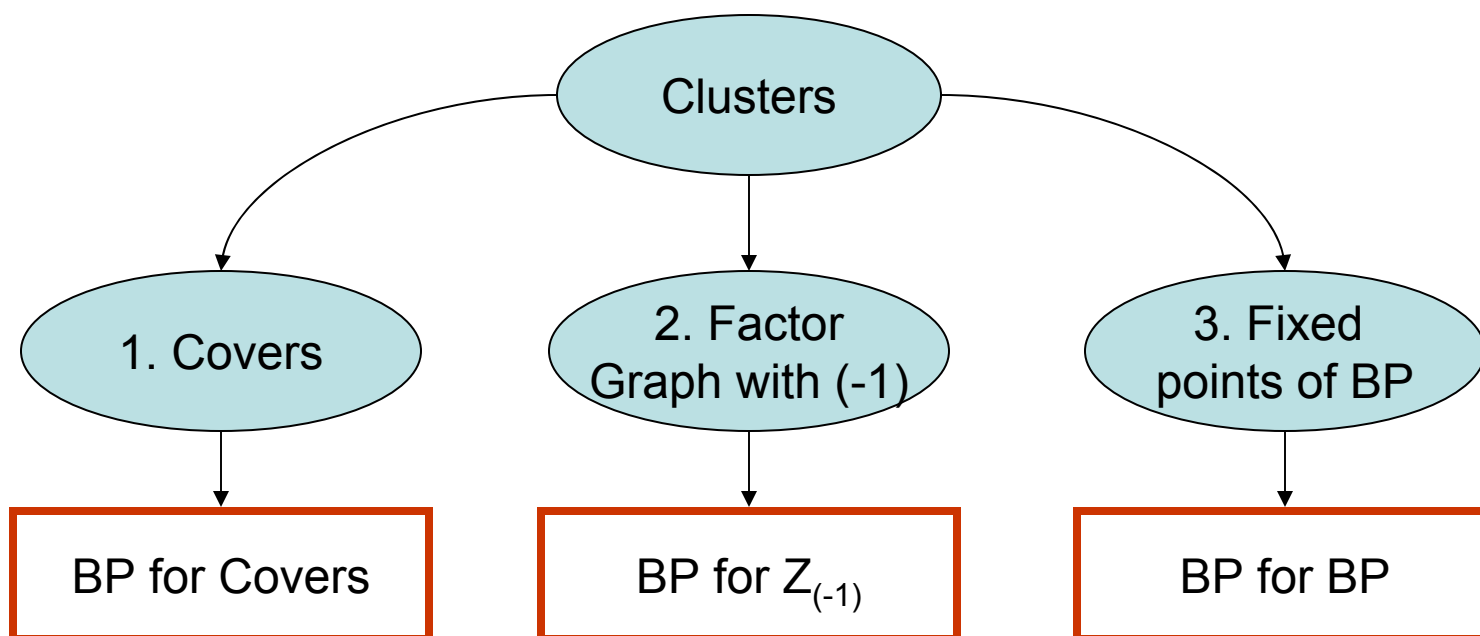 Clusters
1. Covers
2. Factor
Graph with (-1)
3. Fixed
points of BP
BP for Covers
BP for Z(-1)
BP for BP